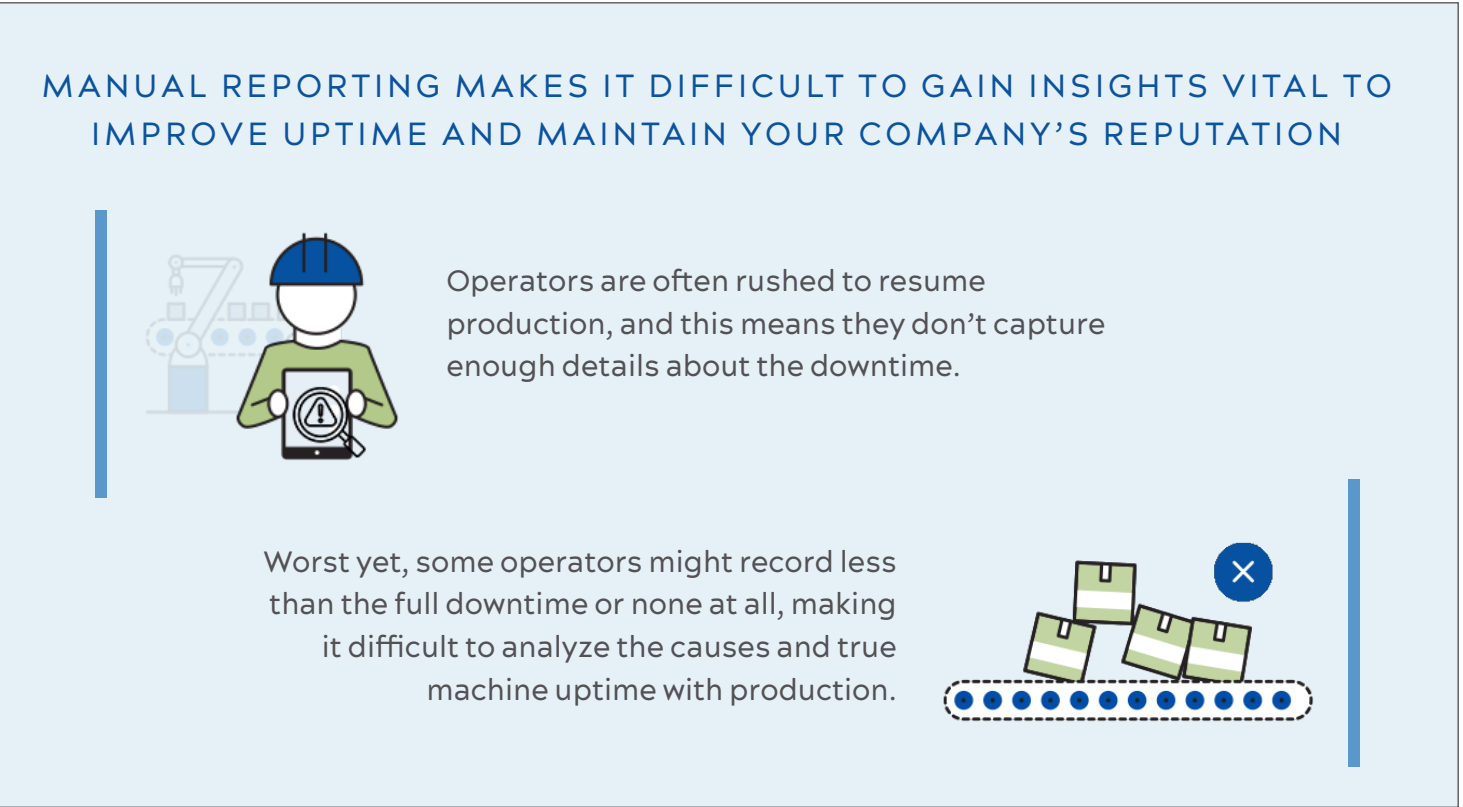 MANUAL REPORTING MAKES IT DIFFICULT TO GAIN INSIGHTS VITAL TO
IMPROVE UPTIME AND MAINTAIN YOUR COMPANY’S REPUTATION
Operators are often rushed to resume
production, and this means they don’t capture
enough details about the downtime.
Worst yet, some operators might record less
than the full downtime or none at all, making
it difficult to analyze the causes and true
machine uptime with production.